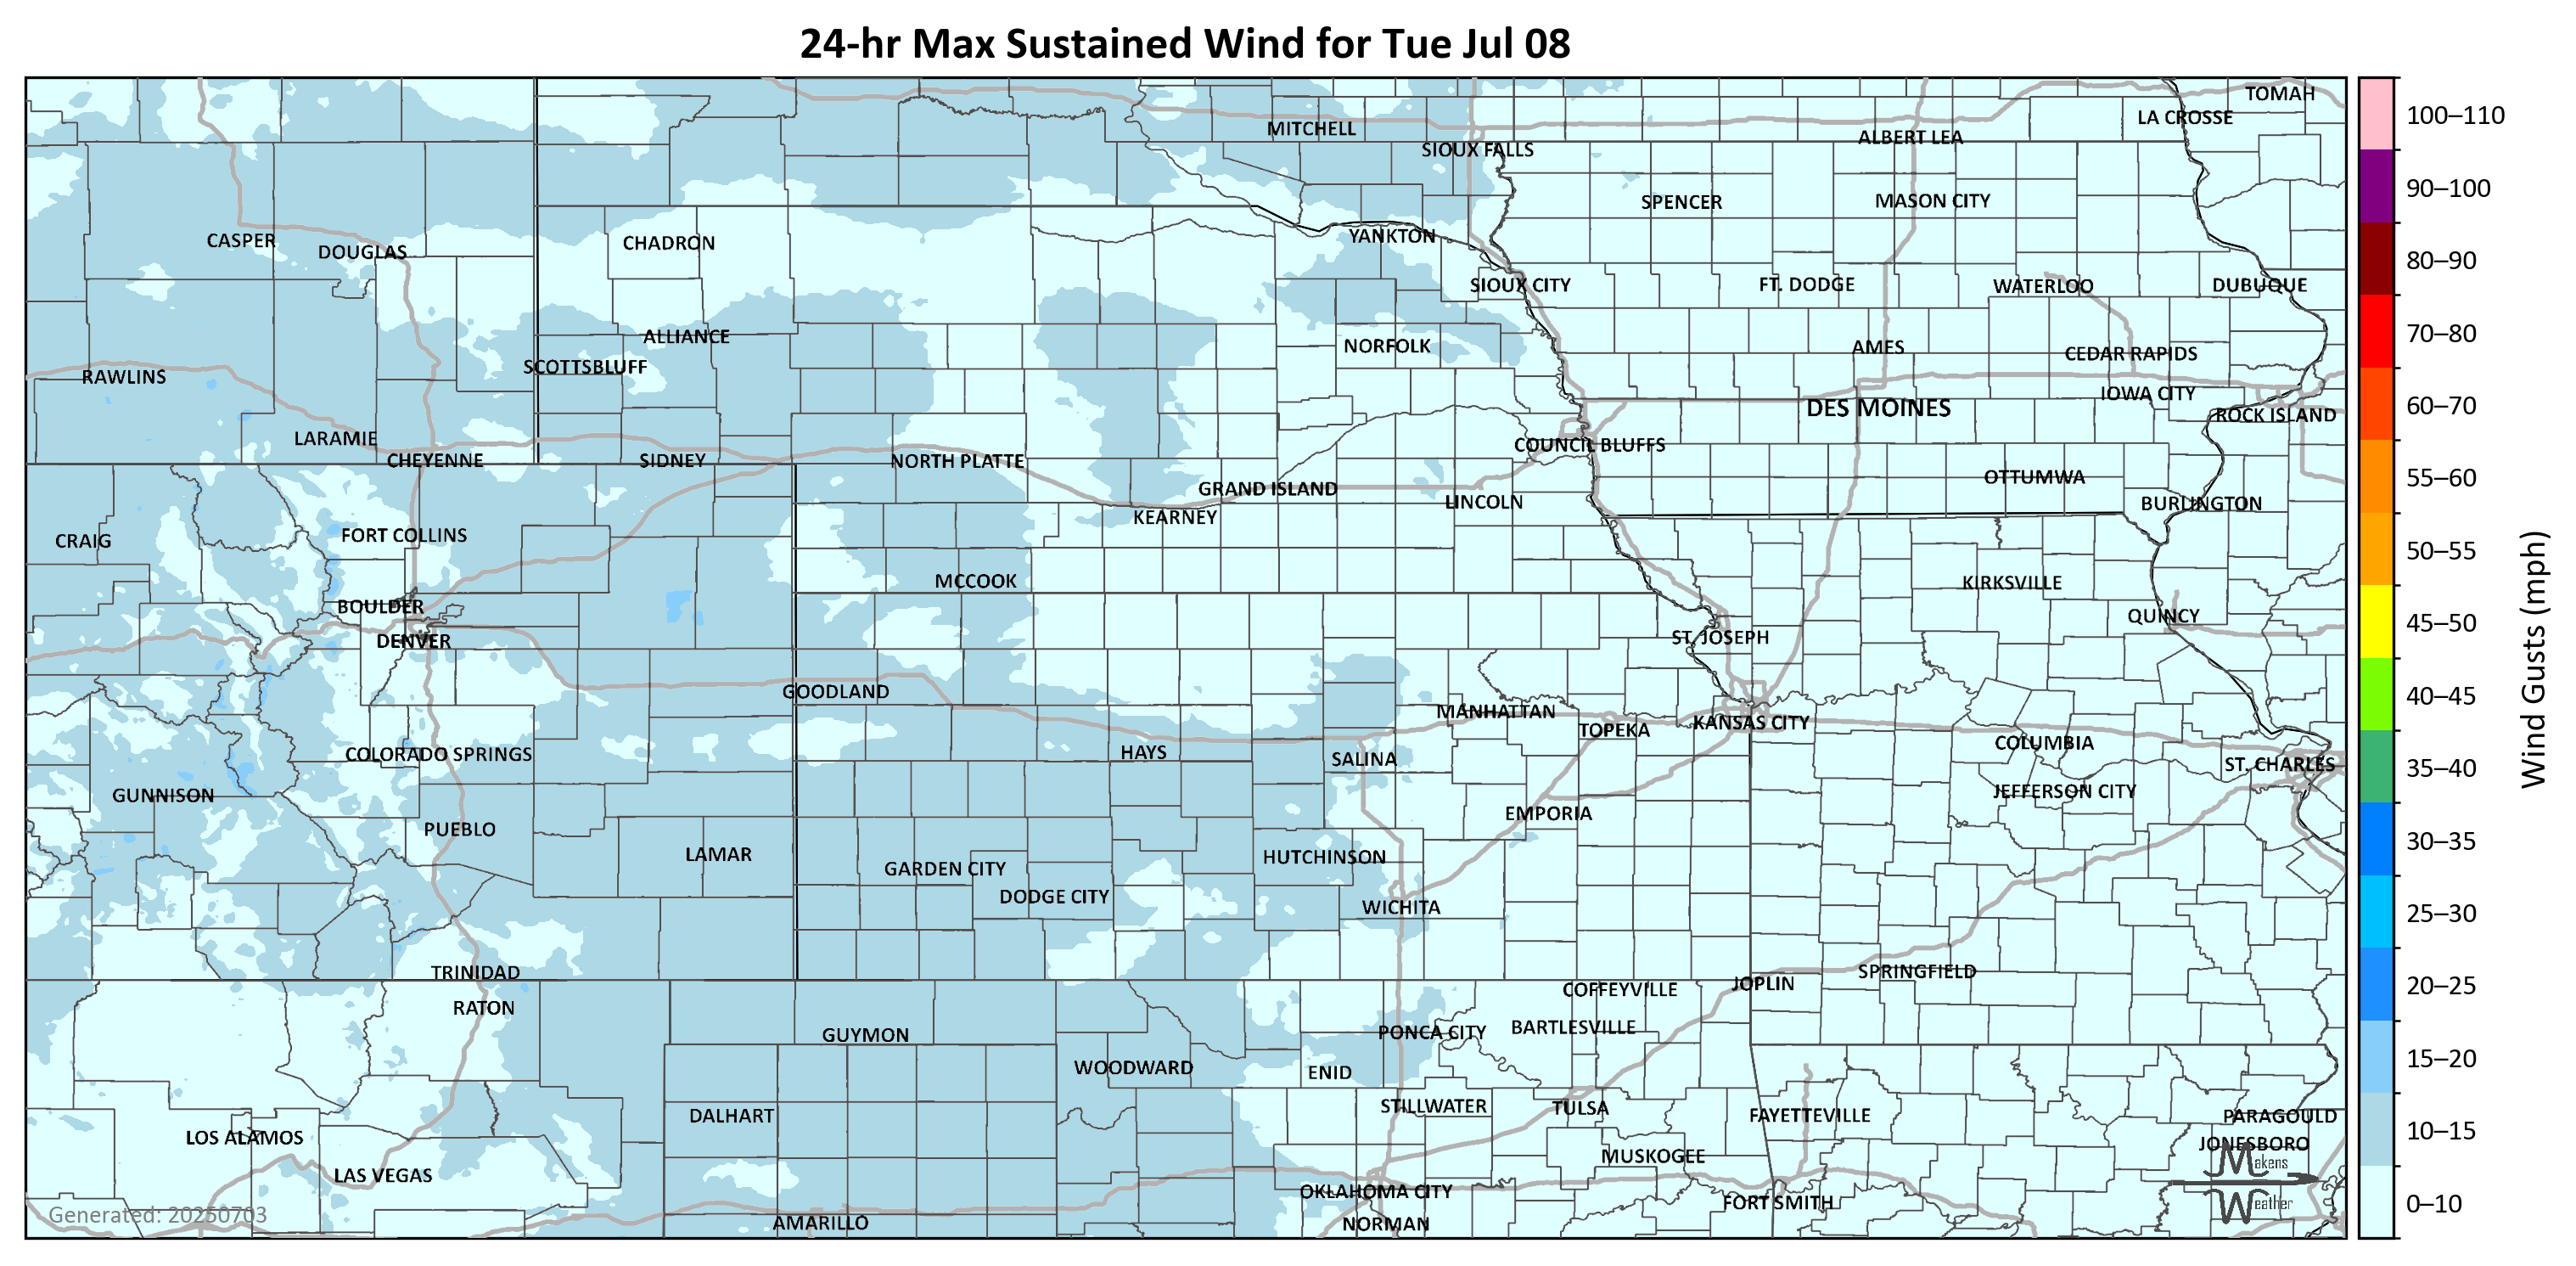 24-hr Max Sustained Wind for Tue Jul 08
TOMAH
LA CROSSE
MITCHELL
ALBERT LEA
SIOUX FALLS
SPENCER
MASON CITY
CASPER
DOUGLAS
CHADRON
YANKTON
SIOUX CITY
FT. DODGE
WATERLOO
DUBUQUE
ALLIANCE
NORFOLK
AMES
CEDAR RAPIDS
SCOTTSBLUFF
RAWLINS
IOWA CITY
DES MOINES
ROCK ISLAND
LARAMIE
COUNCIL BLUFFS
CHEYENNE
SIDNEY
NORTH PLATTE
OTTUMWA
GRAND ISLAND
LINCOLN
BURLINGTON
KEARNEY
CRAIG
FORT COLLINS
MCCOOK
KIRKSVILLE
BOULDER
QUINCY
DENVER
ST. JOSEPH
GOODLAND
MANHATTAN
TOPEKA
KANSAS CITY
COLORADO SPRINGS
HAYS
SALINA
COLUMBIA
ST. CHARLES
GUNNISON
JEFFERSON CITY
EMPORIA
PUEBLO
LAMAR
HUTCHINSON
GARDEN CITY
DODGE CITY
WICHITA
TRINIDAD
SPRINGFIELD
JOPLIN
COFFEYVILLE
RATON
GUYMON
PONCA CITY
BARTLESVILLE
WOODWARD
ENID
DALHART
STILLWATER
TULSA
FAYETTEVILLE
PARAGOULD
LOS ALAMOS
JONESBORO
LAS VEGAS
MUSKOGEE
OKLAHOMA CITY
FORT SMITH
AMARILLO
NORMAN
Generated: 20250703
Makens
Weather
100–110
90–100
80–90
70–80
60–70
55–60
50–55
45–50
40–45
35–40
30–35
25–30
20–25
15–20
10–15
0–10
Wind Gusts (mph)